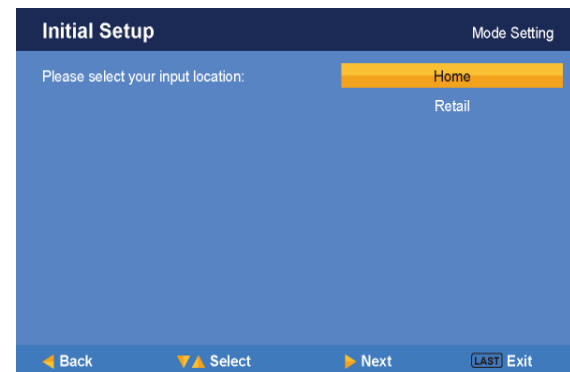 Initial Setup Mode Setting
Please select your input location: Home
Retail
Back Select Next LAST Exit